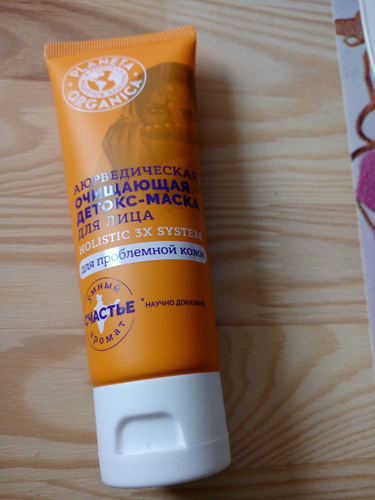 PLANETA
ORGANICA
АЮРВЕДИЧЕСКАЯ
ОЧИЩАЮЩАЯ
ДЕТОКС-МАСКА
ДЛЯ ЛИЦА
HOLISTIC 3X SYSTEM
для проблемной кожи
УМНЫЙ
СЧАСТЬЕ
аромат
*НАУЧНО ДОКАЗАНО